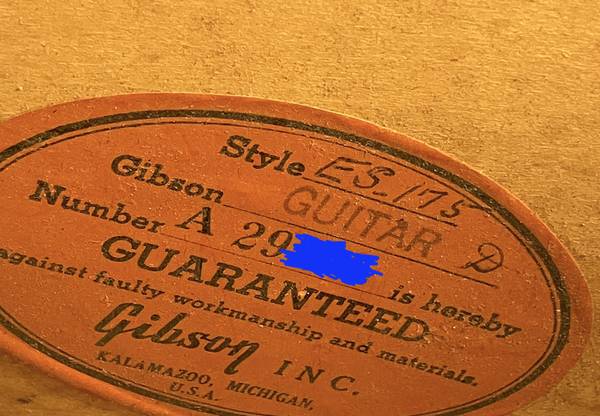 Style ES-175
Gibson GUITAR D
Number A 29 is hereby
GUARANTEED
against faulty workmanship and materials.
Gibson INC.
KALAMAZOO, MICHIGAN,
U.S.A.